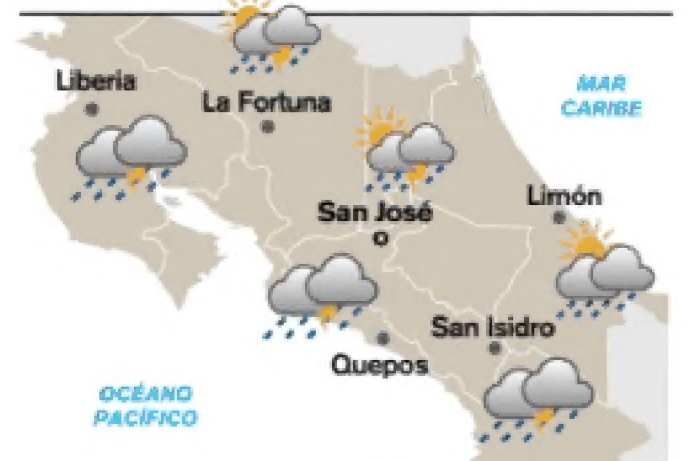 Liberia
La Fortuna
MAR
CARIBE
San José
Limón
San Isidro
Quepos
OCÉANO
PACÍFICO